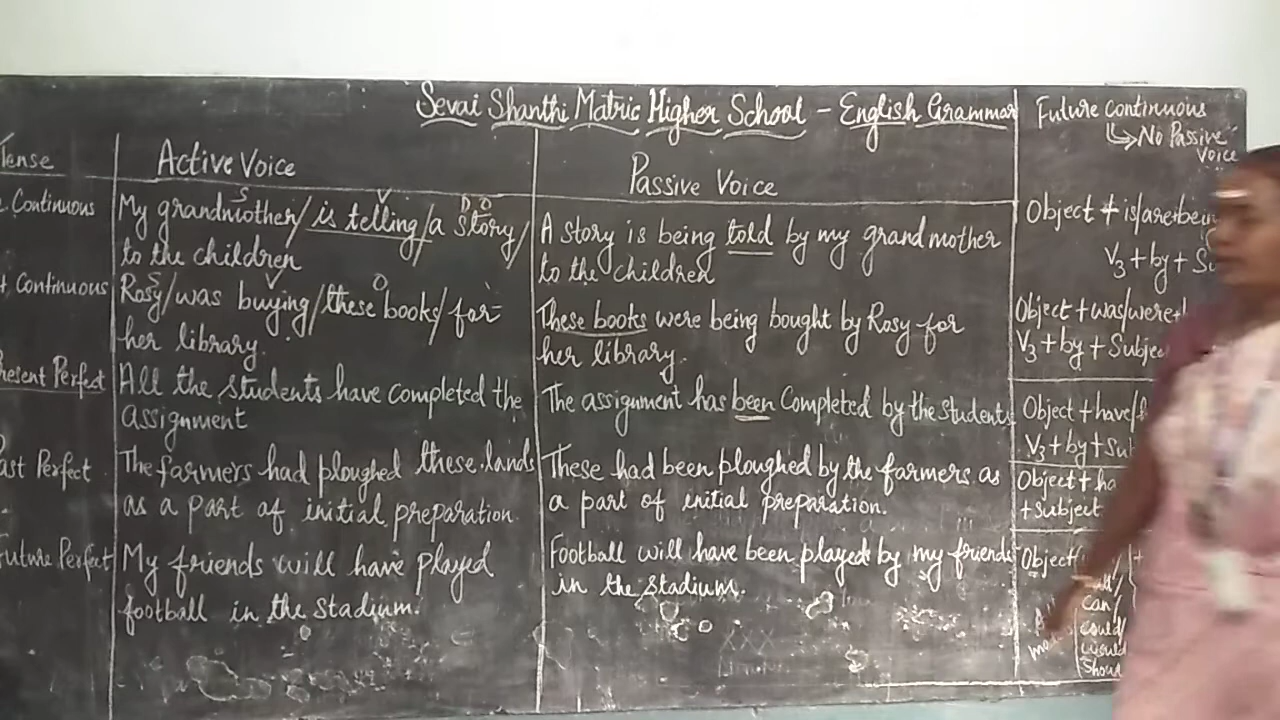 Sevai Shanthi Matric Higher School - English Grammar
Future continuous
No Passive
Voice
Tense
Active Voice
Passive Voice
Continuous
S V D O
My grandmother/is telling/a story/
to the children
A story is being told by my grandmother
to the children
Object + is/are+being
V3 + by + Su
Continuous
S V O
Rosy/was buying/these books/for
her library.
These books were being bought by Rosy for
her library.
Object + was/were+
V3 + by + Subject
Present Perfect
All the students have completed the
assignment
The assignment has been Completed by the students
Object + have/
V3 + by + Sub
Past Perfect
The farmers had ploughed these lands
as a part of initial preparation.
These had been ploughed by the farmers as
a part of initial preparation.
Object + ha
+ subject
Future Perfect
My friends will have played
football in the stadium.
Football will have been played by my friends
in the stadium.
Object
can/
could/
would
Shou